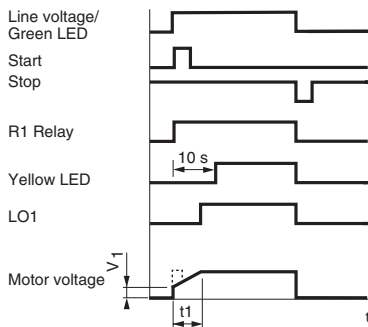 Line voltage/
Green LED
Start
Stop
R1 Relay
10 s
Yellow LED
LO1
V1
Motor voltage
t1
t